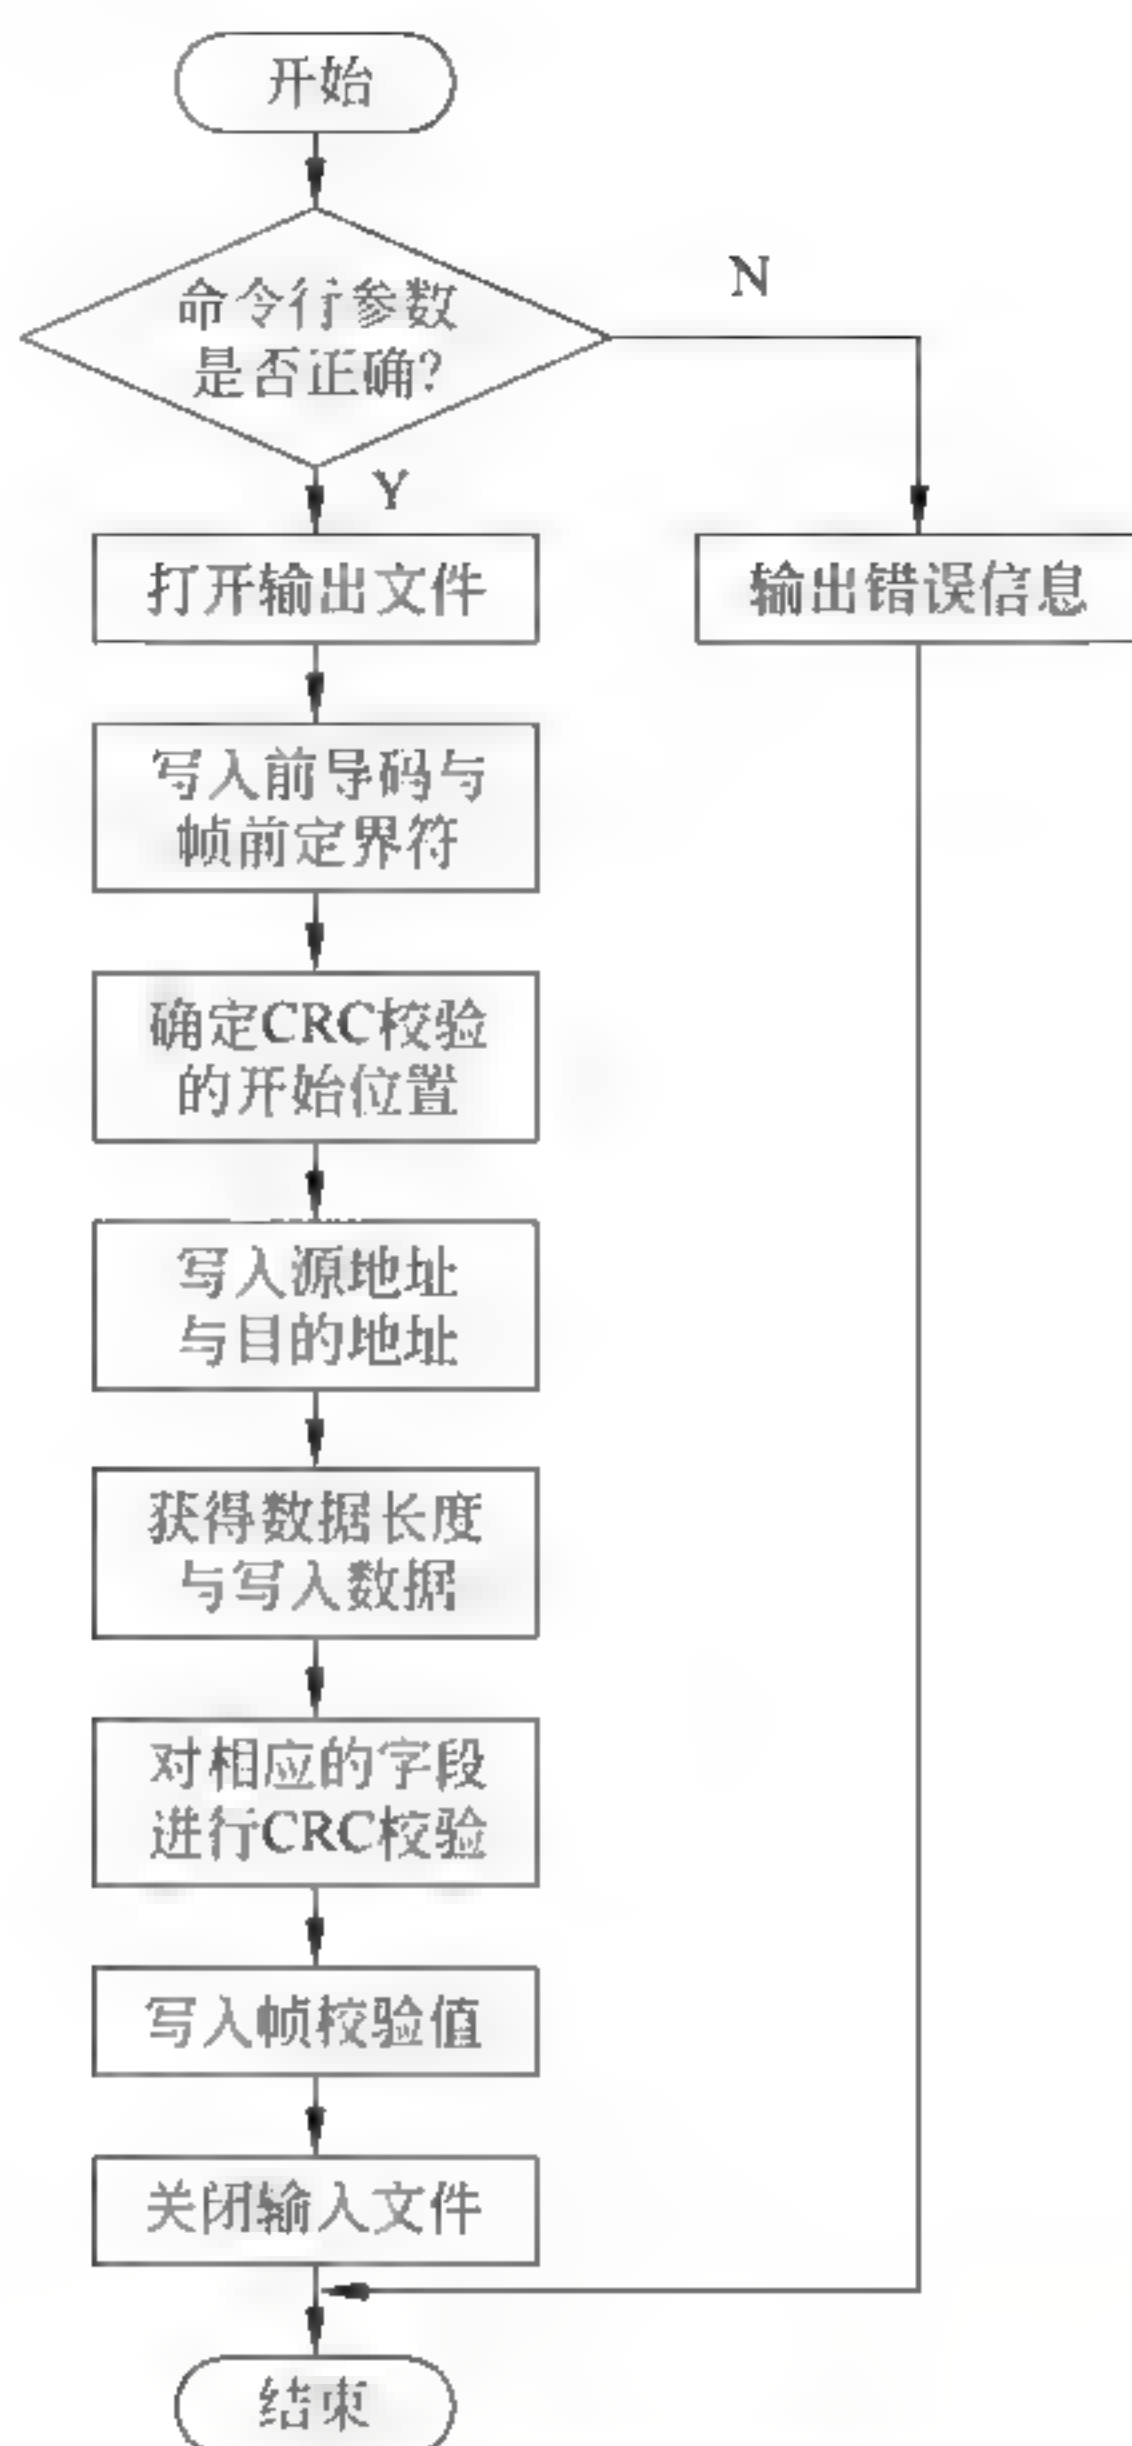 开始
命令行参数
是否正确?
N
Y
打开输出文件
输出错误信息
写入前导码与
帧前定界符
确定CRC校验
的开始位置
写入源地址
与目的地址
获得数据长度
与写入数据
对相应的字段
进行CRC校验
写入帧校验值
关闭输入文件
结束